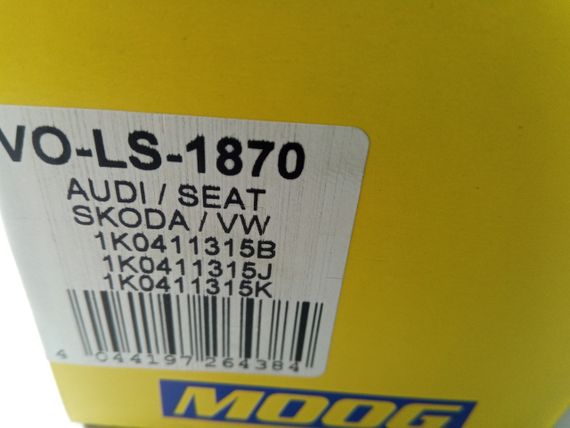 VO-LS-1870
AUDI / SEAT
SKODA / VW
1K0411315B
1K0411315J
1K0411315K
4 044197 264384
MOOG